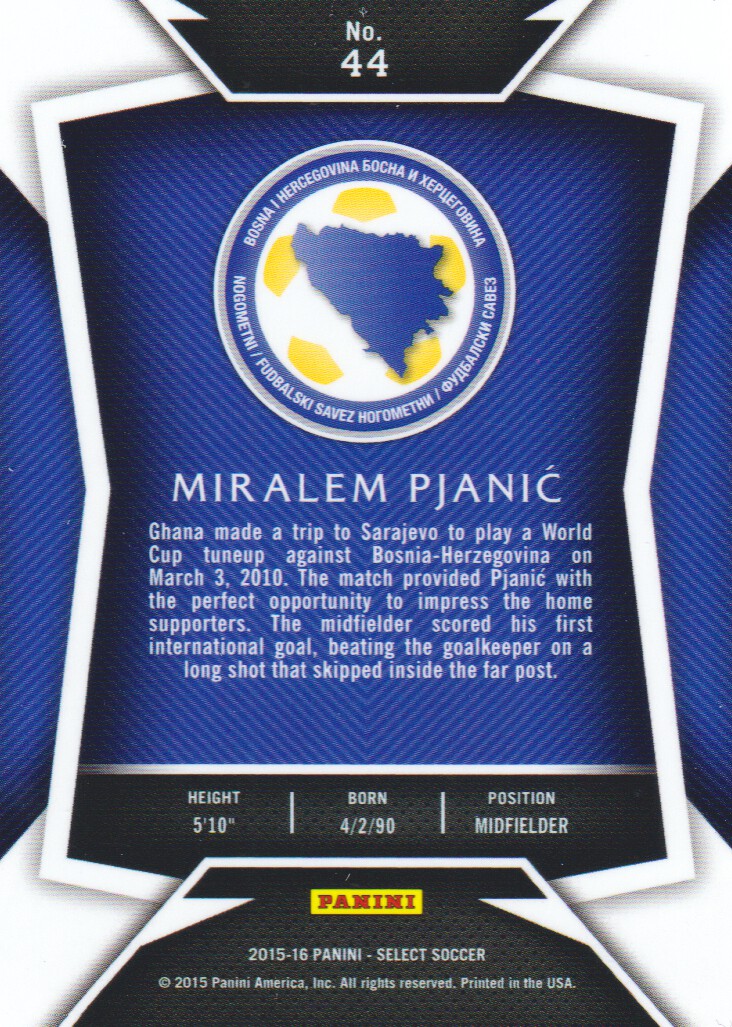 No.
44
BOSNA I HERCEGOVINA БОСНА И ХЕРЦЕГОВИНА
NOGOMETNI / FUDBALSKI SAVEZ НОГОМЕТНИ / ФУДБАЛСКИ САВЕЗ
MIRALEM PJANIĆ
Ghana made a trip to Sarajevo to play a World
Cup tuneup against Bosnia-Herzegovina on
March 3, 2010. The match provided Pjanić with
the perfect opportunity to impress the home
supporters. The midfielder scored his first
international goal, beating the goalkeeper on a
long shot that skipped inside the far post.
HEIGHT BORN POSITION
5'10" 4/2/90 MIDFIELDER
PANINI
2015-16 PANINI - SELECT SOCCER
© 2015 Panini America, Inc. All rights reserved. Printed in the USA.